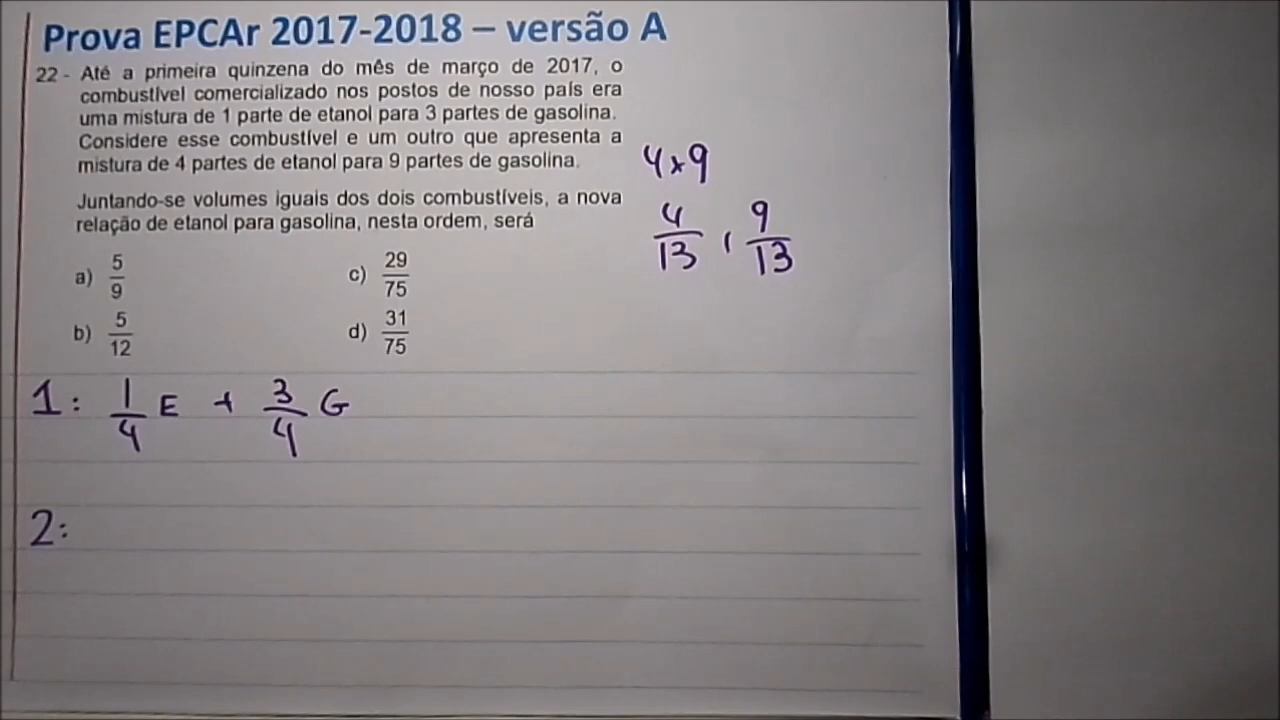 Prova EPCAr 2017-2018 – versão A
22 - Até a primeira quinzena do mês de março de 2017, o
combustível comercializado nos postos de nosso país era
uma mistura de 1 parte de etanol para 3 partes de gasolina.
Considere esse combustível e um outro que apresenta a
mistura de 4 partes de etanol para 9 partes de gasolina.
Juntando-se volumes iguais dos dois combustíveis, a nova
relação de etanol para gasolina, nesta ordem, será
a) 5/9
c) 29/75
b) 5/12
d) 31/75
4 x 9
4/13 , 9/13
1: 1/4 E + 3/4 G
2: